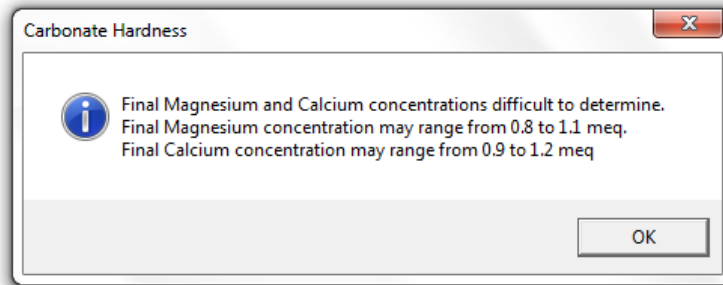 Carbonate Hardness
Final Magnesium and Calcium concentrations difficult to determine.
Final Magnesium concentration may range from 0.8 to 1.1 meq.
Final Calcium concentration may range from 0.9 to 1.2 meq
OK